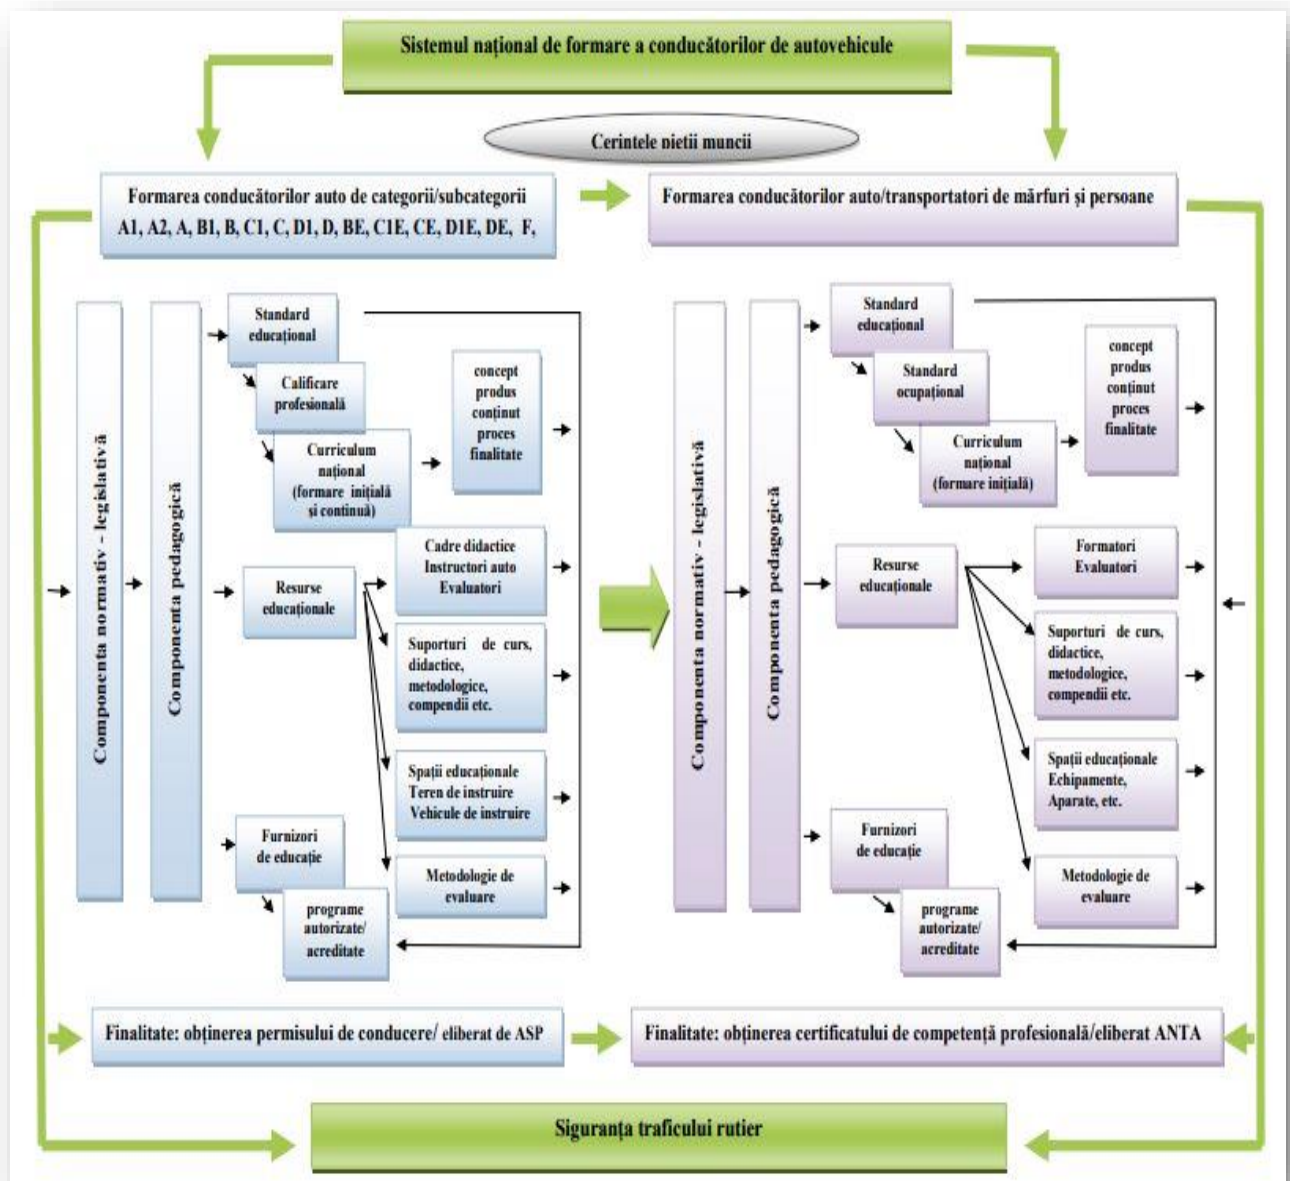 Sistemul național de formare a conducătorilor de autovehicule
Cerințele pieții muncii
Formarea conducătorilor auto de categorii/subcategorii
A1, A2, A, B1, B, C1, C, D1, D, BE, C1E, CE, D1E, DE, F,
Formarea conducătorilor auto/transportatori de mărfuri și persoane
Componenta normativ - legislativă
Componenta pedagogică
Standard
educațional
Calificare
profesională
Curriculum
național
(formare inițială
și continuă)
concept
produs
conținut
proces
finalitate
Resurse
educaționale
Cadre didactice
Instructori auto
Evaluatori
Suporturi de curs,
didactice,
metodologice,
compendii etc.
Spații educaționale
Teren de instruire
Vehicule de instruire
Metodologie de
evaluare
Furnizori
de educație
programe
autorizate/
acreditate
Componenta normativ - legislativă
Componenta pedagogică
Standard
educațional
Standard
ocupațional
Curriculum
național
(formare inițială)
concept
produs
conținut
proces
finalitate
Resurse
educaționale
Formatori
Evaluatori
Suporturi de curs,
didactice,
metodologice,
compendii etc.
Spații educaționale
Echipamente,
Aparate, etc.
Metodologie de
evaluare
Furnizori
de educație
programe
autorizate/
acreditate
Finalitate: obținerea permisului de conducere/ eliberat de ASP
Finalitate: obținerea certificatului de competență profesională/eliberat ANTA
Siguranța traficului rutier